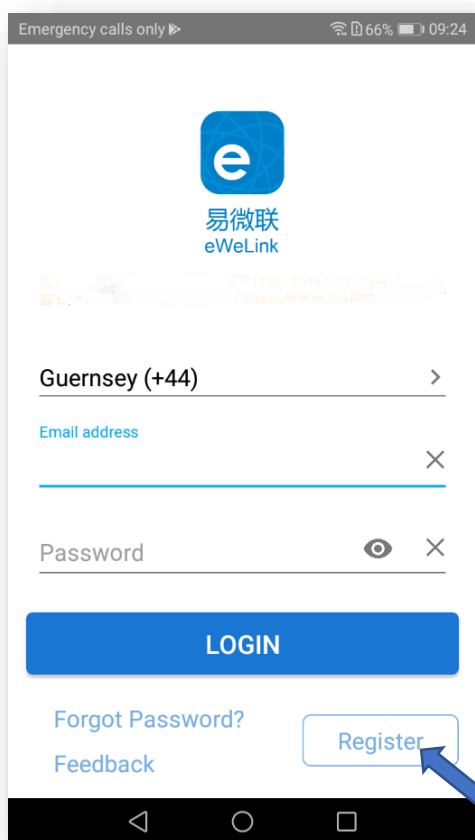 Emergency calls only 66% 09:24
e
易微联
eWeLink
Guernsey (+44)
Email address
Password
LOGIN
Forgot Password?
Register
Feedback